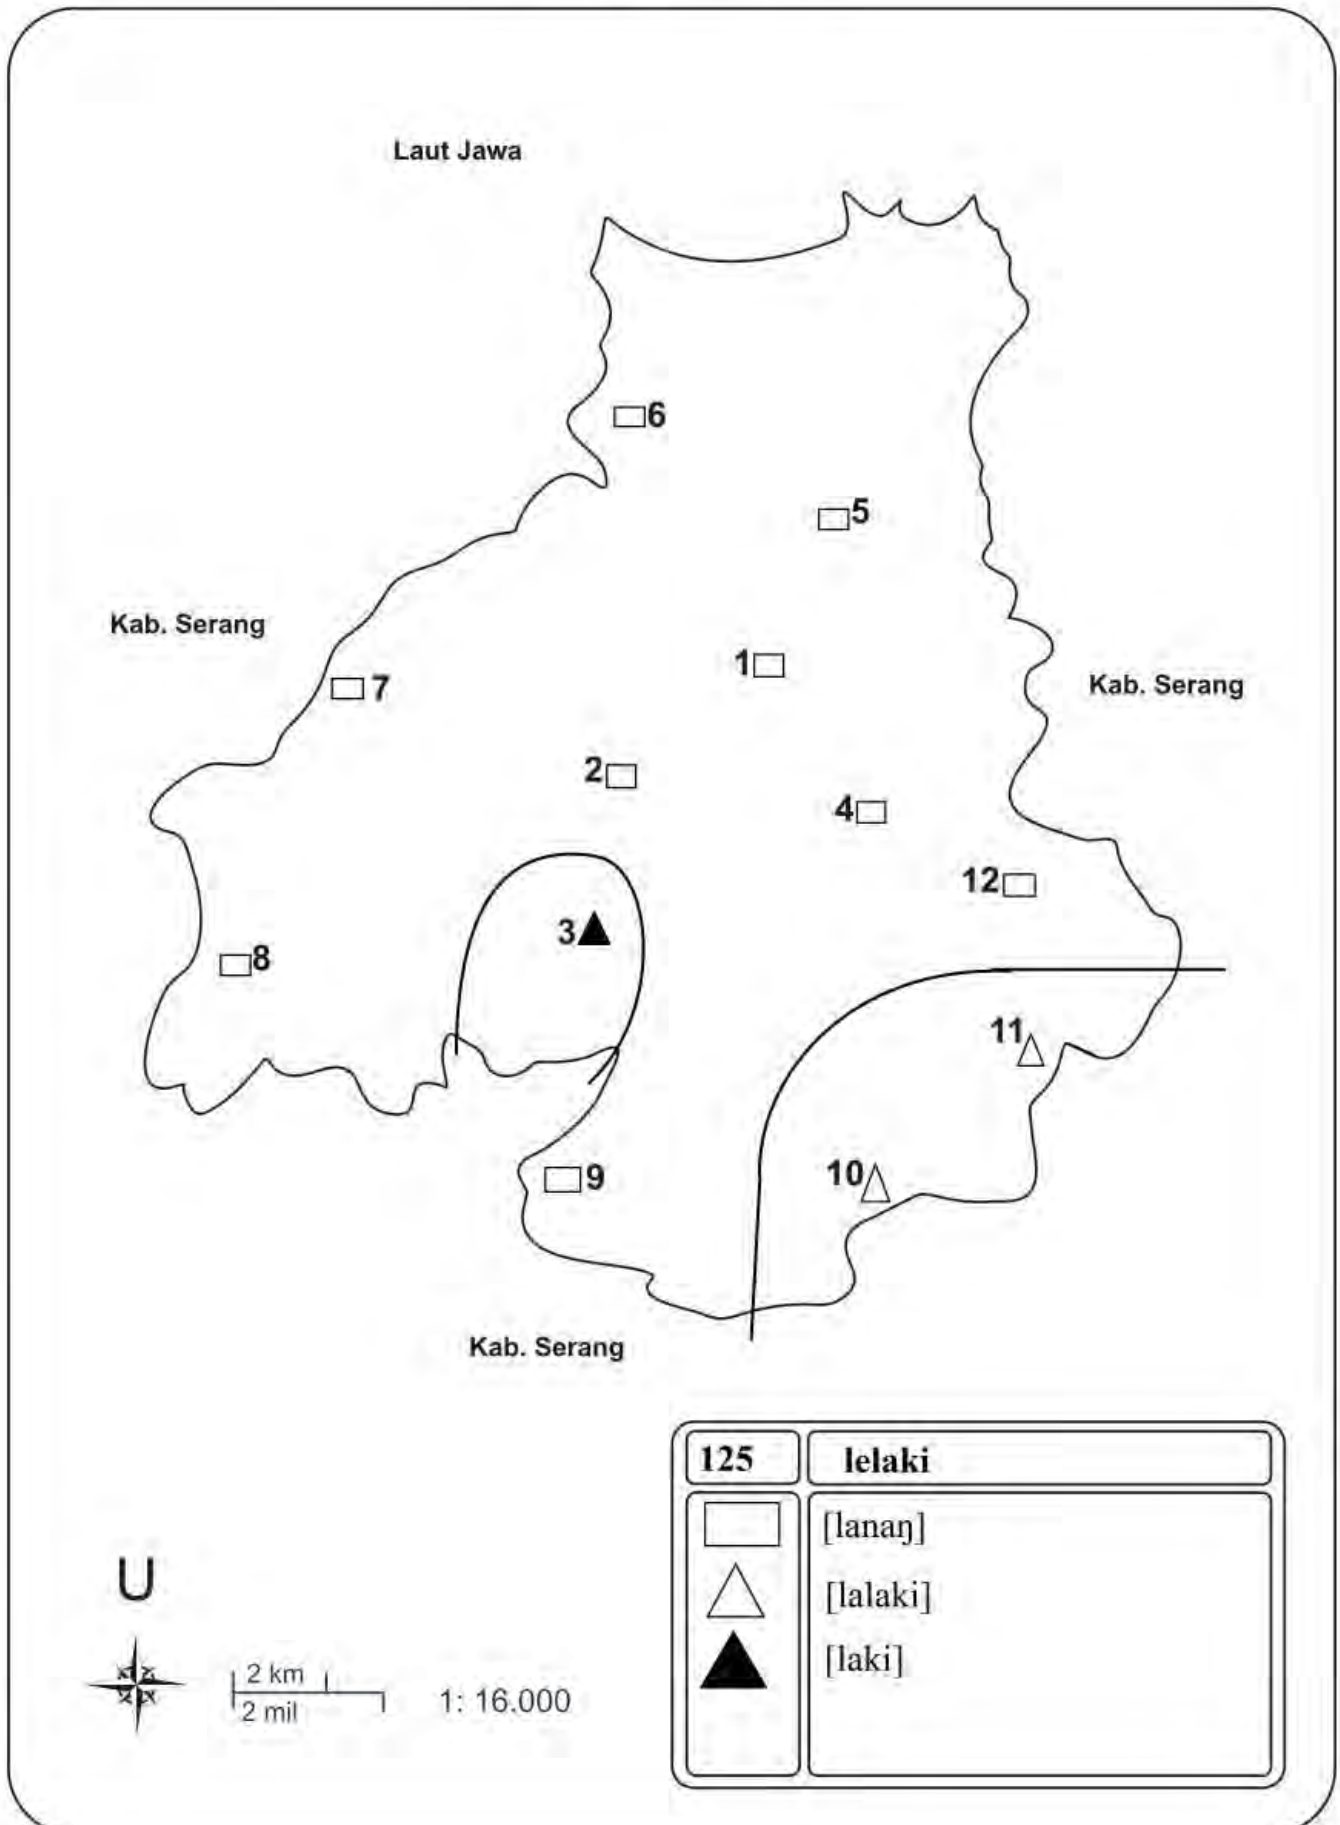 Laut Jawa
6
5
Kab. Serang
1
Kab. Serang
7
2
4
12
3
8
11
10
9
Kab. Serang
125 lelaki
[lanaŋ]
[lalaki]
[laki]
U
2 km
2 mil
1: 16.000